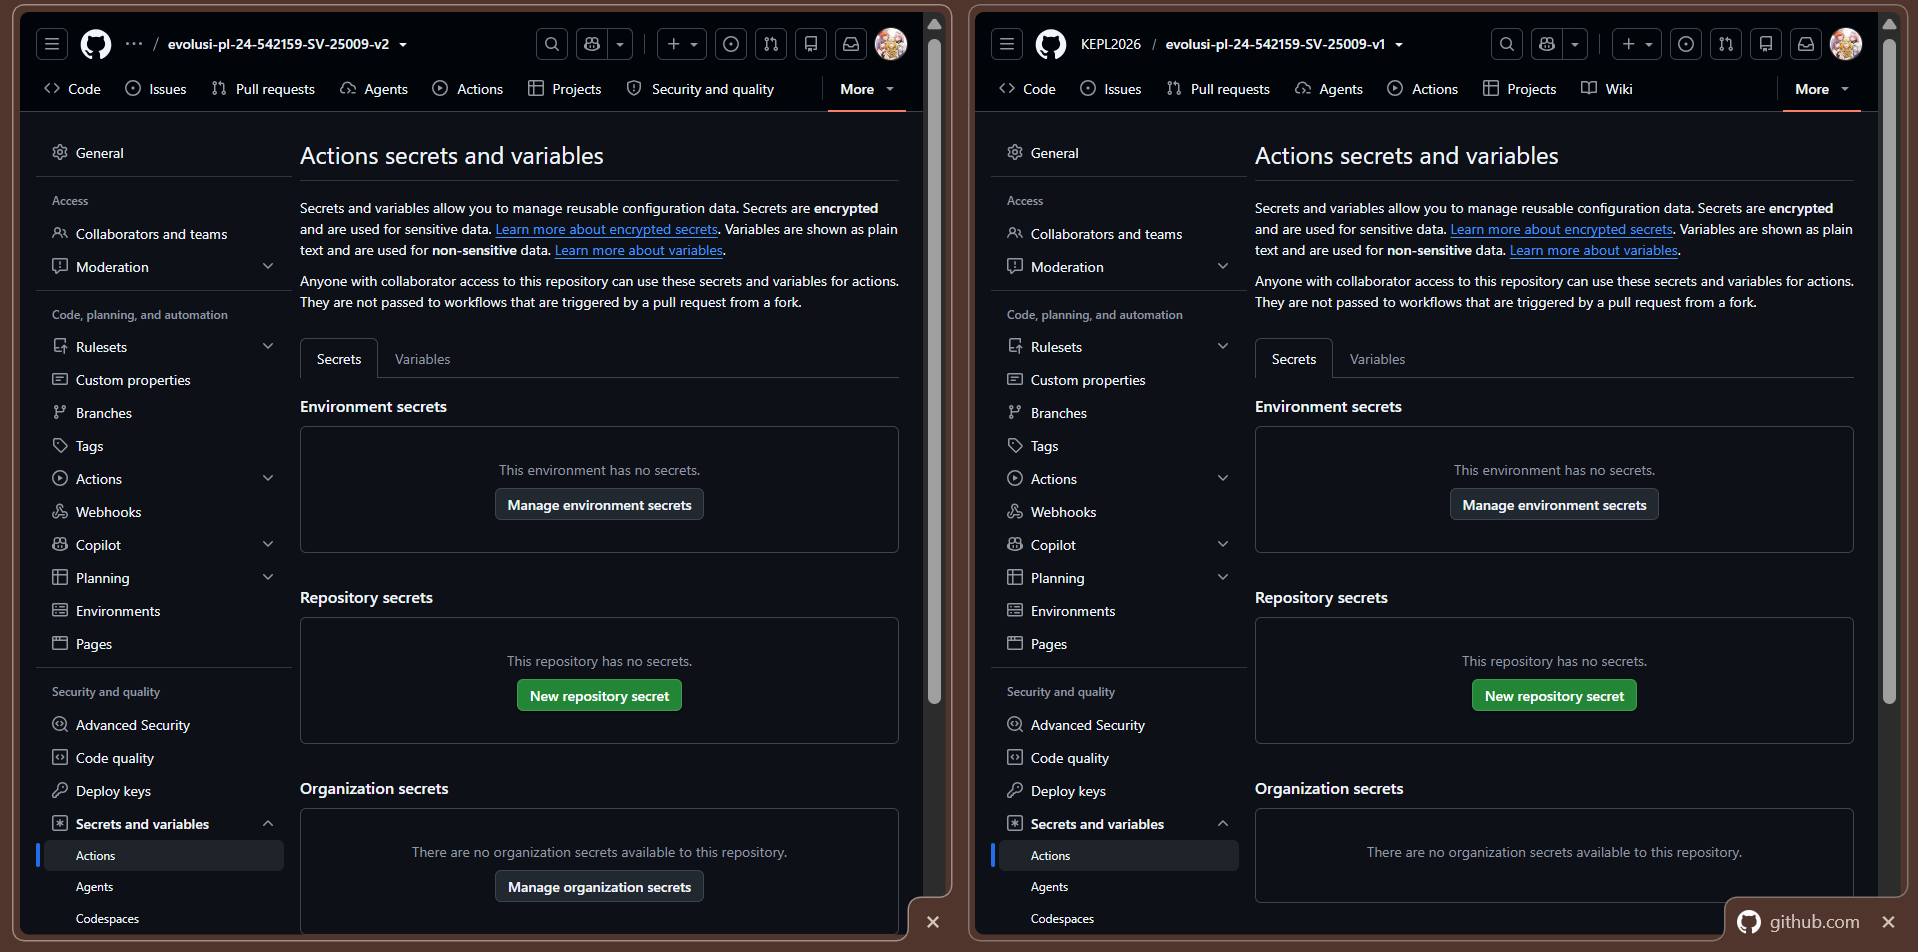 ··· / evolusi-pl-24-542159-SV-25009-v2
Code Issues Pull requests Agents Actions Projects Security and quality More
General
Access
Collaborators and teams
Moderation
Code, planning, and automation
Rulesets
Custom properties
Branches
Tags
Actions
Webhooks
Copilot
Planning
Environments
Pages
Security and quality
Advanced Security
Code quality
Deploy keys
Secrets and variables
Actions
Agents
Codespaces
Actions secrets and variables
Secrets and variables allow you to manage reusable configuration data. Secrets are encrypted
and are used for sensitive data. Learn more about encrypted secrets. Variables are shown as plain
text and are used for non-sensitive data. Learn more about variables.
Anyone with collaborator access to this repository can use these secrets and variables for actions.
They are not passed to workflows that are triggered by a pull request from a fork.
Secrets Variables
Environment secrets
This environment has no secrets.
Manage environment secrets
Repository secrets
This repository has no secrets.
New repository secret
Organization secrets
There are no organization secrets available to this repository.
Manage organization secrets
KEPL2026 / evolusi-pl-24-542159-SV-25009-v1
Code Issues Pull requests Agents Actions Projects Wiki More
General
Access
Collaborators and teams
Moderation
Code, planning, and automation
Rulesets
Custom properties
Branches
Tags
Actions
Webhooks
Copilot
Planning
Environments
Pages
Security and quality
Advanced Security
Code quality
Deploy keys
Secrets and variables
Actions
Agents
Codespaces
Actions secrets and variables
Secrets and variables allow you to manage reusable configuration data. Secrets are encrypted
and are used for sensitive data. Learn more about encrypted secrets. Variables are shown as plain
text and are used for non-sensitive data. Learn more about variables.
Anyone with collaborator access to this repository can use these secrets and variables for actions.
They are not passed to workflows that are triggered by a pull request from a fork.
Secrets Variables
Environment secrets
This environment has no secrets.
Manage environment secrets
Repository secrets
This repository has no secrets.
New repository secret
Organization secrets
There are no organization secrets available to this repository.
github.com